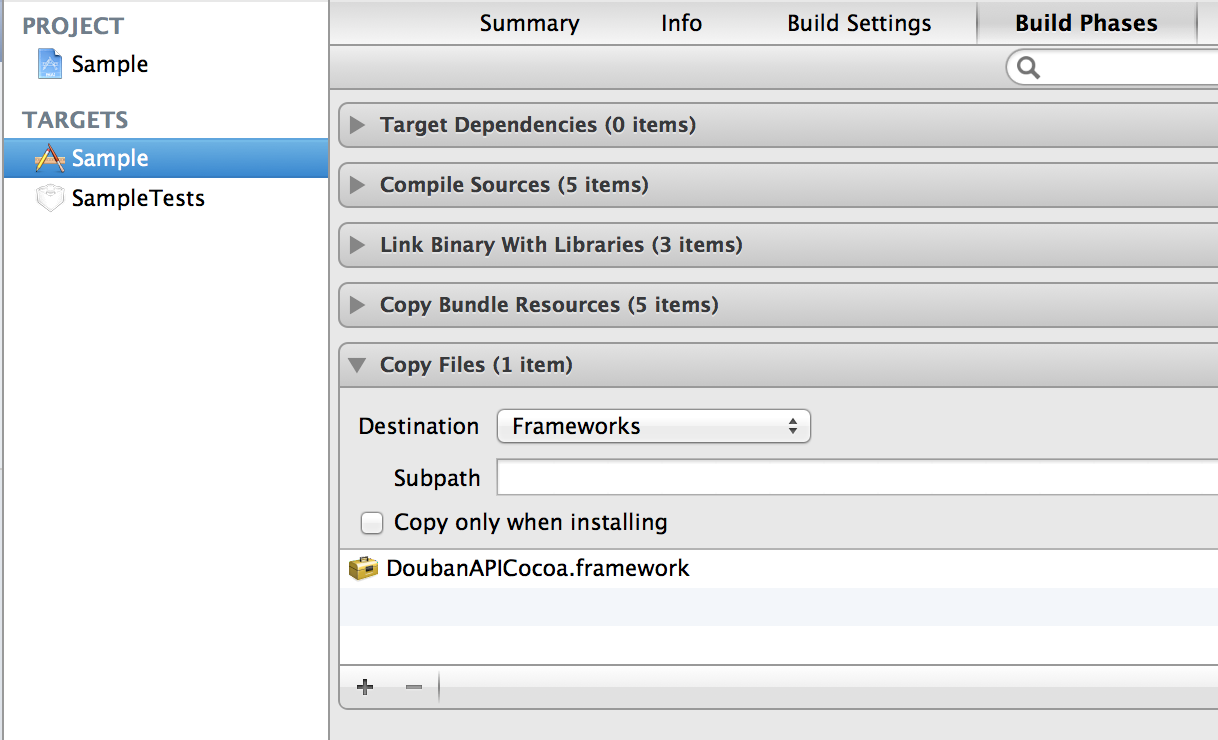 PROJECT
Sample
TARGETS
Sample
SampleTests
Summary Info Build Settings Build Phases
Target Dependencies (0 items)
Compile Sources (5 items)
Link Binary With Libraries (3 items)
Copy Bundle Resources (5 items)
Copy Files (1 item)
Destination Frameworks
Subpath
Copy only when installing
DoubanAPICocoa.framework